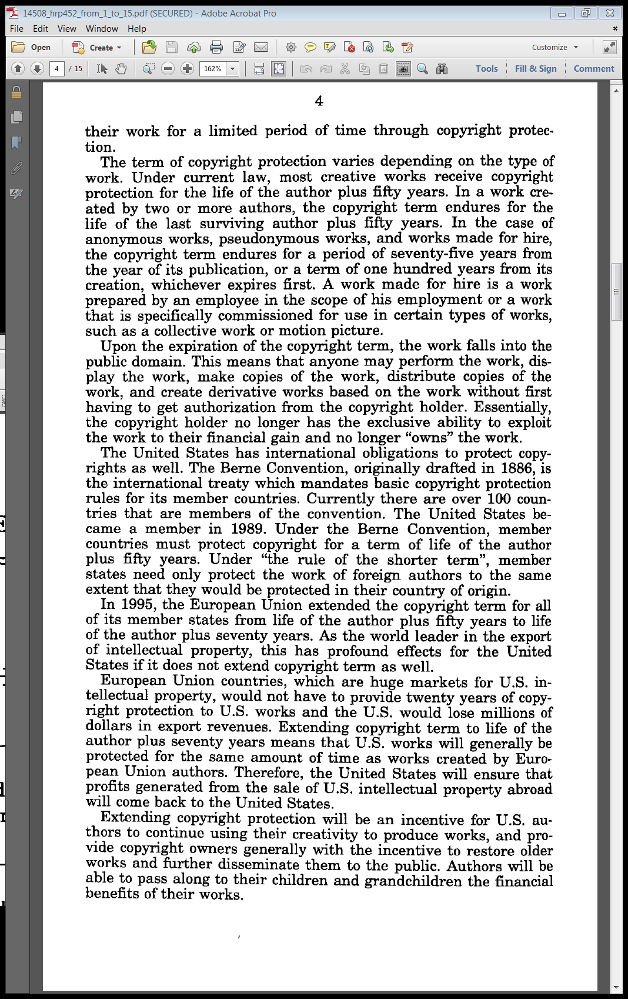 14508_hrp452_from_1_to_15.pdf (SECURED) - Adobe Acrobat Pro
File Edit View Window Help
Open Create Customize
4 / 15 162% Tools Fill & Sign Comment
4
their work for a limited period of time through copyright protec-
tion.
The term of copyright protection varies depending on the type of
work. Under current law, most creative works receive copyright
protection for the life of the author plus fifty years. In a work cre-
ated by two or more authors, the copyright term endures for the
life of the last surviving author plus fifty years. In the case of
anonymous works, pseudonymous works, and works made for hire,
the copyright term endures for a period of seventy-five years from
the year of its publication, or a term of one hundred years from its
creation, whichever expires first. A work made for hire is a work
prepared by an employee in the scope of his employment or a work
that is specifically commissioned for use in certain types of works,
such as a collective work or motion picture.
Upon the expiration of the copyright term, the work falls into the
public domain. This means that anyone may perform the work, dis-
play the work, make copies of the work, distribute copies of the
work, and create derivative works based on the work without first
having to get authorization from the copyright holder. Essentially,
the copyright holder no longer has the exclusive ability to exploit
the work to their financial gain and no longer “owns” the work.
The United States has international obligations to protect copy-
rights as well. The Berne Convention, originally drafted in 1886, is
the international treaty which mandates basic copyright protection
rules for its member countries. Currently there are over 100 coun-
tries that are members of the convention. The United States be-
came a member in 1989. Under the Berne Convention, member
countries must protect copyright for a term of life of the author
plus fifty years. Under “the rule of the shorter term”, member
states need only protect the work of foreign authors to the same
extent that they would be protected in their country of origin.
In 1995, the European Union extended the copyright term for all
of its member states from life of the author plus fifty years to life
of the author plus seventy years. As the world leader in the export
of intellectual property, this has profound effects for the United
States if it does not extend copyright term as well.
European Union countries, which are huge markets for U.S. in-
tellectual property, would not have to provide twenty years of copy-
right protection to U.S. works and the U.S. would lose millions of
dollars in export revenues. Extending copyright term to life of the
author plus seventy years means that U.S. works will generally be
protected for the same amount of time as works created by Euro-
pean Union authors. Therefore, the United States will ensure that
profits generated from the sale of U.S. intellectual property abroad
will come back to the United States.
Extending copyright protection will be an incentive for U.S. au-
thors to continue using their creativity to produce works, and pro-
vide copyright owners generally with the incentive to restore older
works and further disseminate them to the public. Authors will be
able to pass along to their children and grandchildren the financial
benefits of their works.